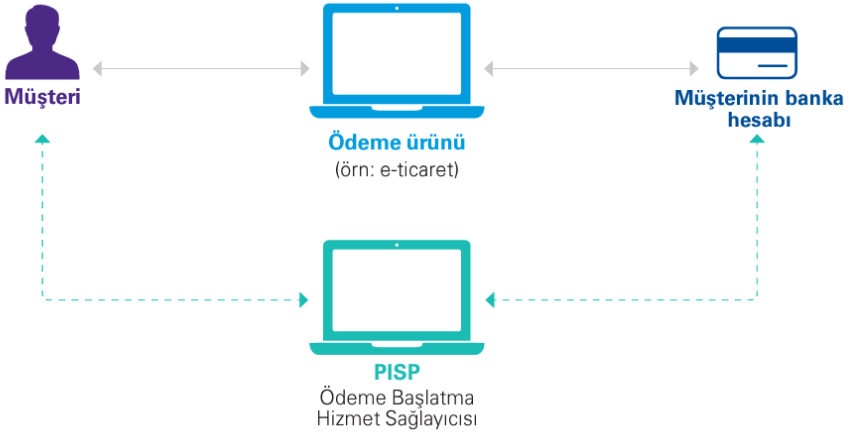 Müşteri
Ödeme ürünü
(örn: e-ticaret)
Müşterinin banka
hesabı
PISP
Ödeme Başlatma
Hizmet Sağlayıcısı